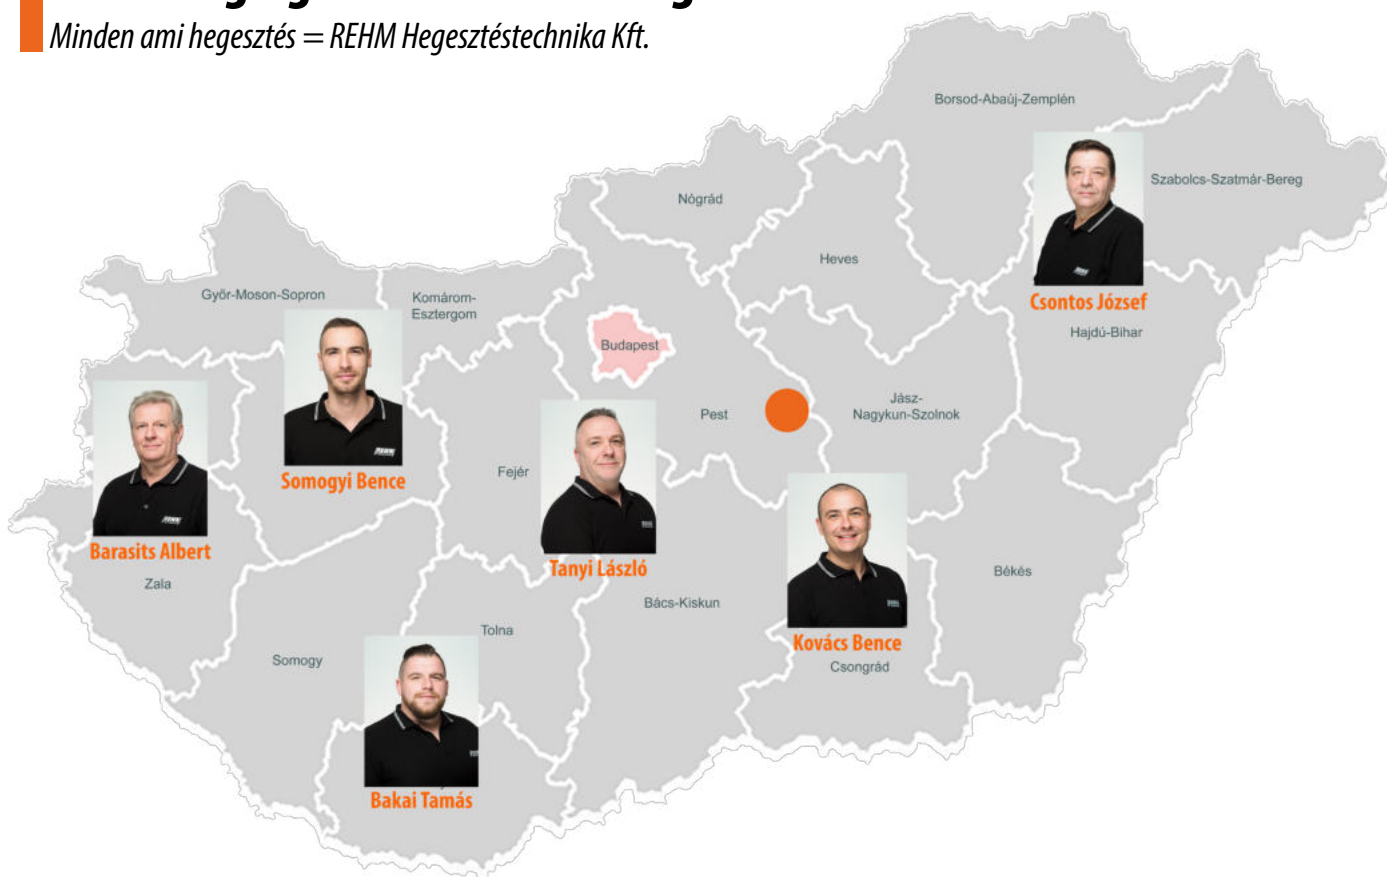 Minden ami hegesztés = REHM Hegesztéstechnika Kft.
Borsod-Abaúj-Zemplén
Szabolcs-Szatmár-Bereg
Nógrád
Heves
Győr-Moson-Sopron
Komárom-
Esztergom
Csontos József
Hajdú-Bihar
Budapest
Jász-
Nagykun-Szolnok
Pest
Fejér
Somogyi Bence
Barasits Albert
Tanyi László
Zala
Békés
Bács-Kiskun
Tolna
Kovács Bence
Csongrád
Somogy
Bakai Tamás